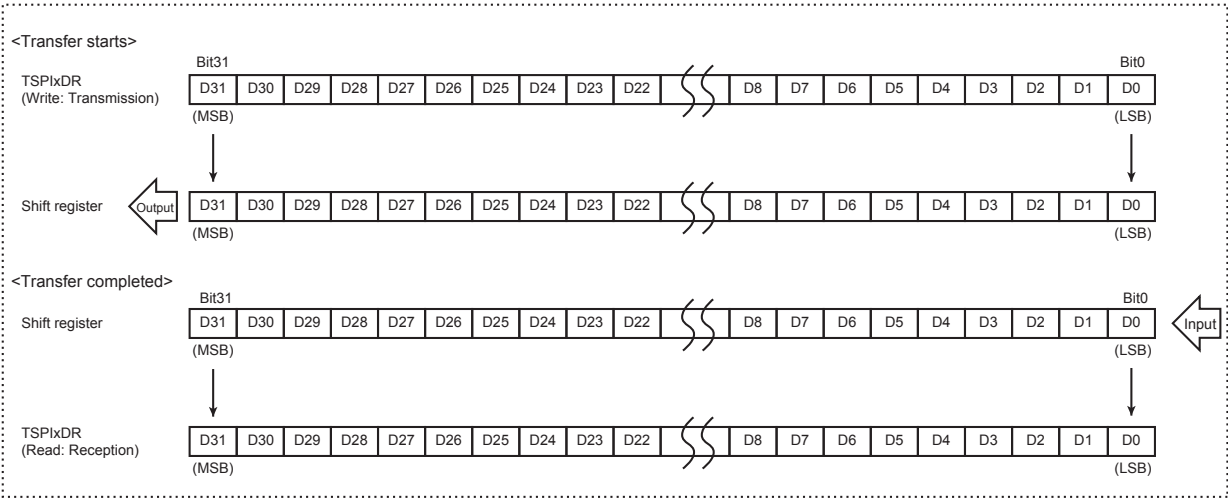 <Transfer starts>
Bit31 Bit0
TSPIxDR
(Write: Transmission)
D31 D30 D29 D28 D27 D26 D25 D24 D23 D22 D8 D7 D6 D5 D4 D3 D2 D1 D0
(MSB) (LSB)
Shift register Output D31 D30 D29 D28 D27 D26 D25 D24 D23 D22 D8 D7 D6 D5 D4 D3 D2 D1 D0
(MSB) (LSB)
<Transfer completed>
Bit31 Bit0
Shift register D31 D30 D29 D28 D27 D26 D25 D24 D23 D22 D8 D7 D6 D5 D4 D3 D2 D1 D0 Input
(MSB) (LSB)
TSPIxDR
(Read: Reception)
D31 D30 D29 D28 D27 D26 D25 D24 D23 D22 D8 D7 D6 D5 D4 D3 D2 D1 D0
(MSB) (LSB)